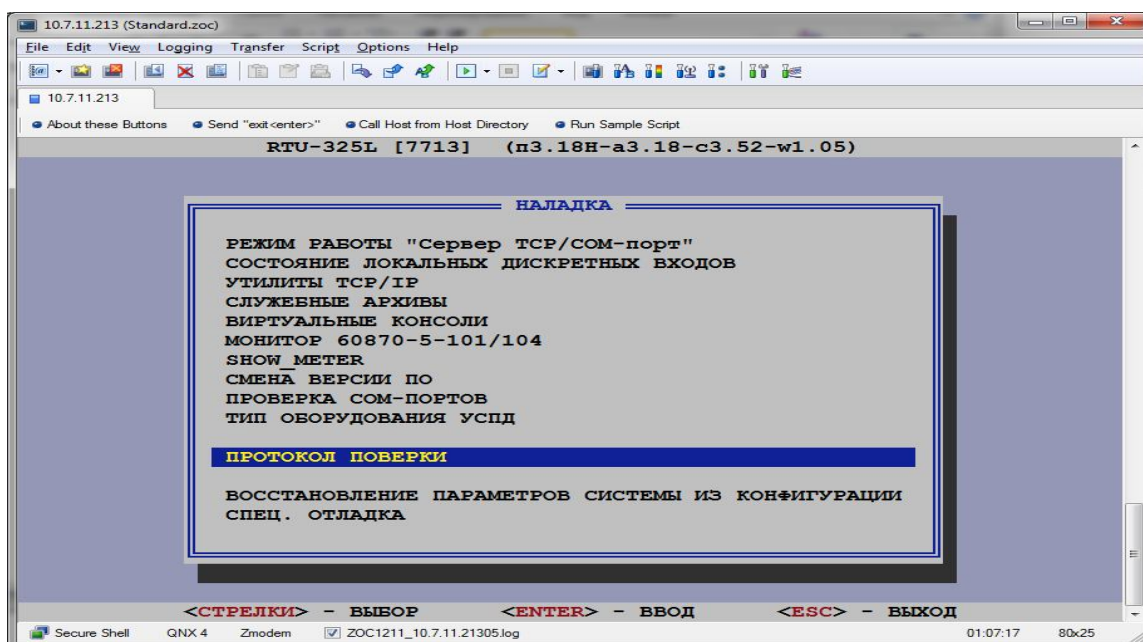 10.7.11.213 (Standard.zoc)
File Edit View Logging Transfer Script Options Help
10.7.11.213
About these Buttons Send "exit<enter>" Call Host from Host Directory Run Sample Script
RTU-325L [7713] (п3.18Н-а3.18-с3.52-w1.05)
НАЛАДКА
РЕЖИМ РАБОТЫ "Сервер TCP/COM-порт"
СОСТОЯНИЕ ЛОКАЛЬНЫХ ДИСКРЕТНЫХ ВХОДОВ
УТИЛИТЫ TCP/IP
СЛУЖЕБНЫЕ АРХИВЫ
ВИРТУАЛЬНЫЕ КОНСОЛИ
МОНИТОР 60870-5-101/104
SHOW_METER
СМЕНА ВЕРСИИ ПО
ПРОВЕРКА COM-ПОРТОВ
ТИП ОБОРУДОВАНИЯ УСПД
ПРОТОКОЛ ПОВЕРКИ
ВОССТАНОВЛЕНИЕ ПАРАМЕТРОВ СИСТЕМЫ ИЗ КОНФИГУРАЦИИ
СПЕЦ. ОТЛАДКА
<СТРЕЛКИ> - ВЫБОР <ENTER> - ВВОД <ESC> - ВЫХОД
Secure Shell QNX 4 Zmodem ZOC1211_10.7.11.21305.log 01:07:17 80x25